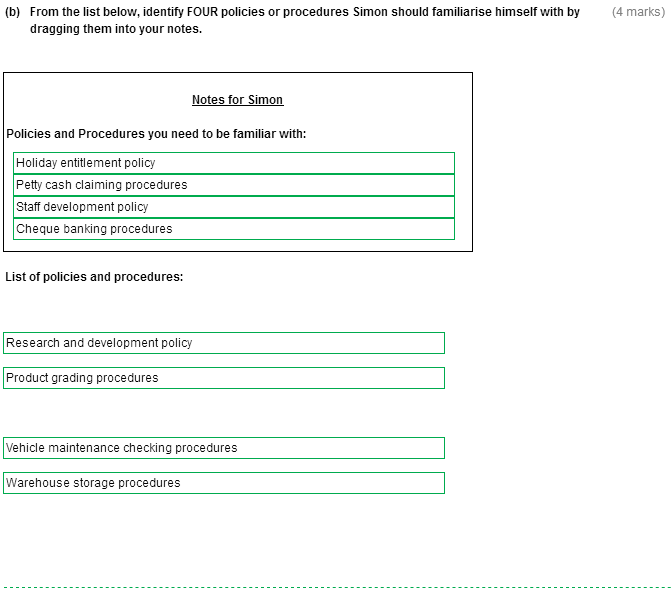 (b) From the list below, identify FOUR policies or procedures Simon should familiarise himself with by (4 marks)
dragging them into your notes.
Notes for Simon
Policies and Procedures you need to be familiar with:
Holiday entitlement policy
Petty cash claiming procedures
Staff development policy
Cheque banking procedures
List of policies and procedures:
Research and development policy
Product grading procedures
Vehicle maintenance checking procedures
Warehouse storage procedures